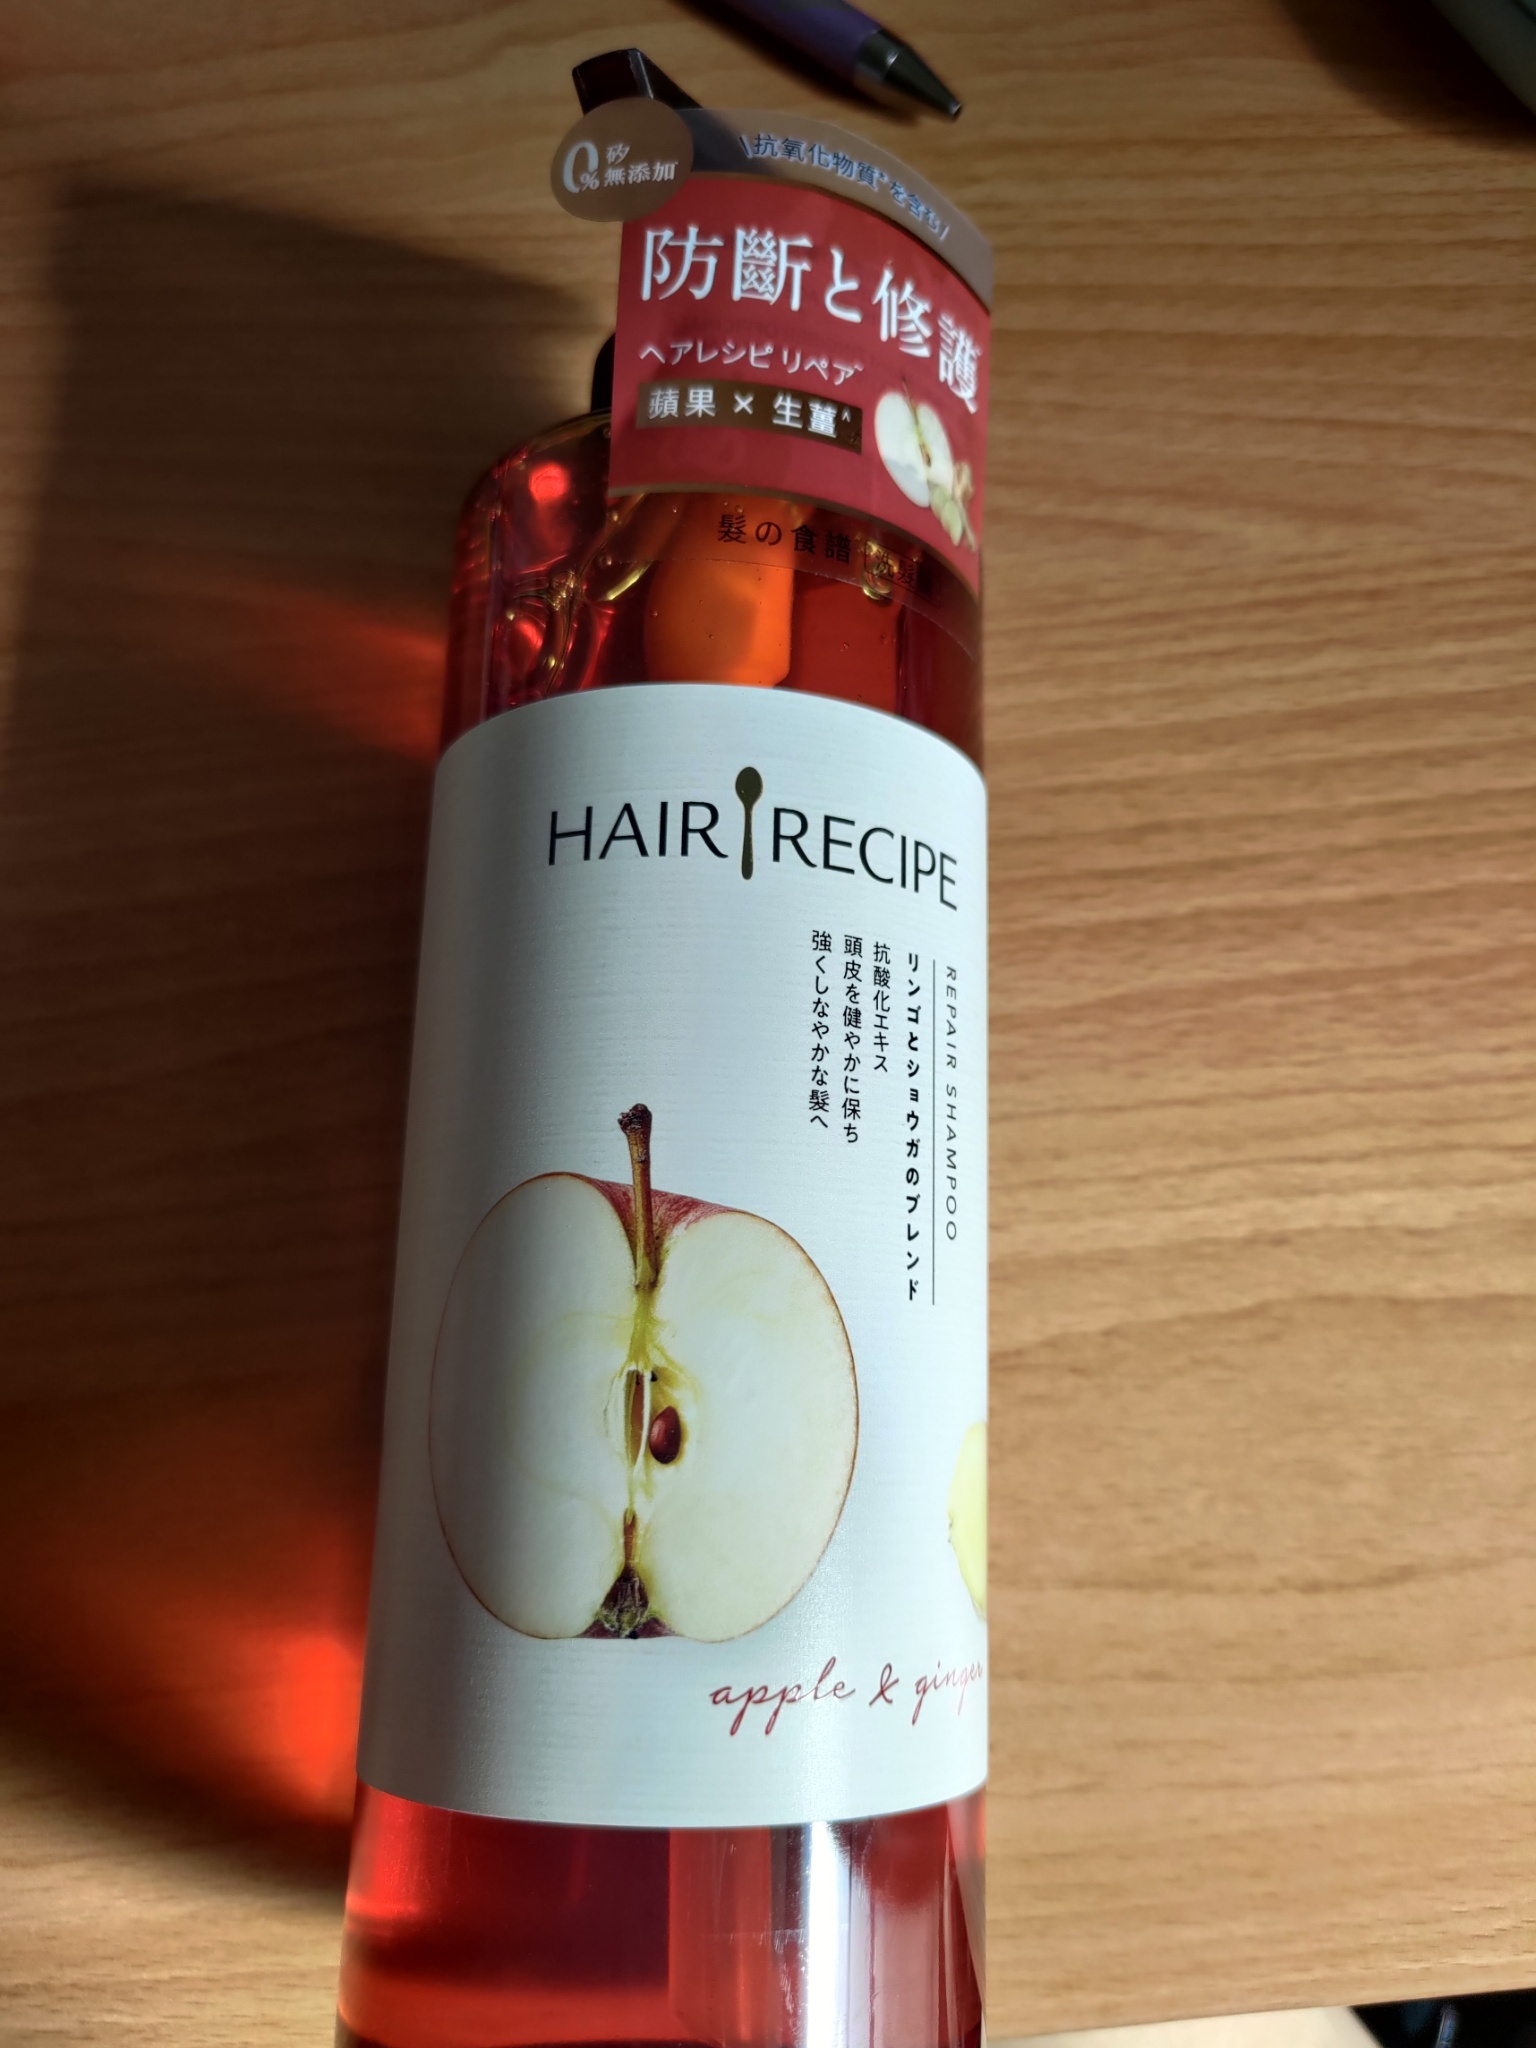 0% 矽
無添加
\抗氧化物質*を含む/
防斷と修護
ヘアレシピ リペア^
蘋果 × 生薑^
髮の食譜 洗髮露
HAIR RECIPE
REPAIR SHAMPOO
リンゴとショウガのブレンド
抗酸化エキス
頭皮を健やかに保ち
強くしなやかな髪へ
apple & ginger